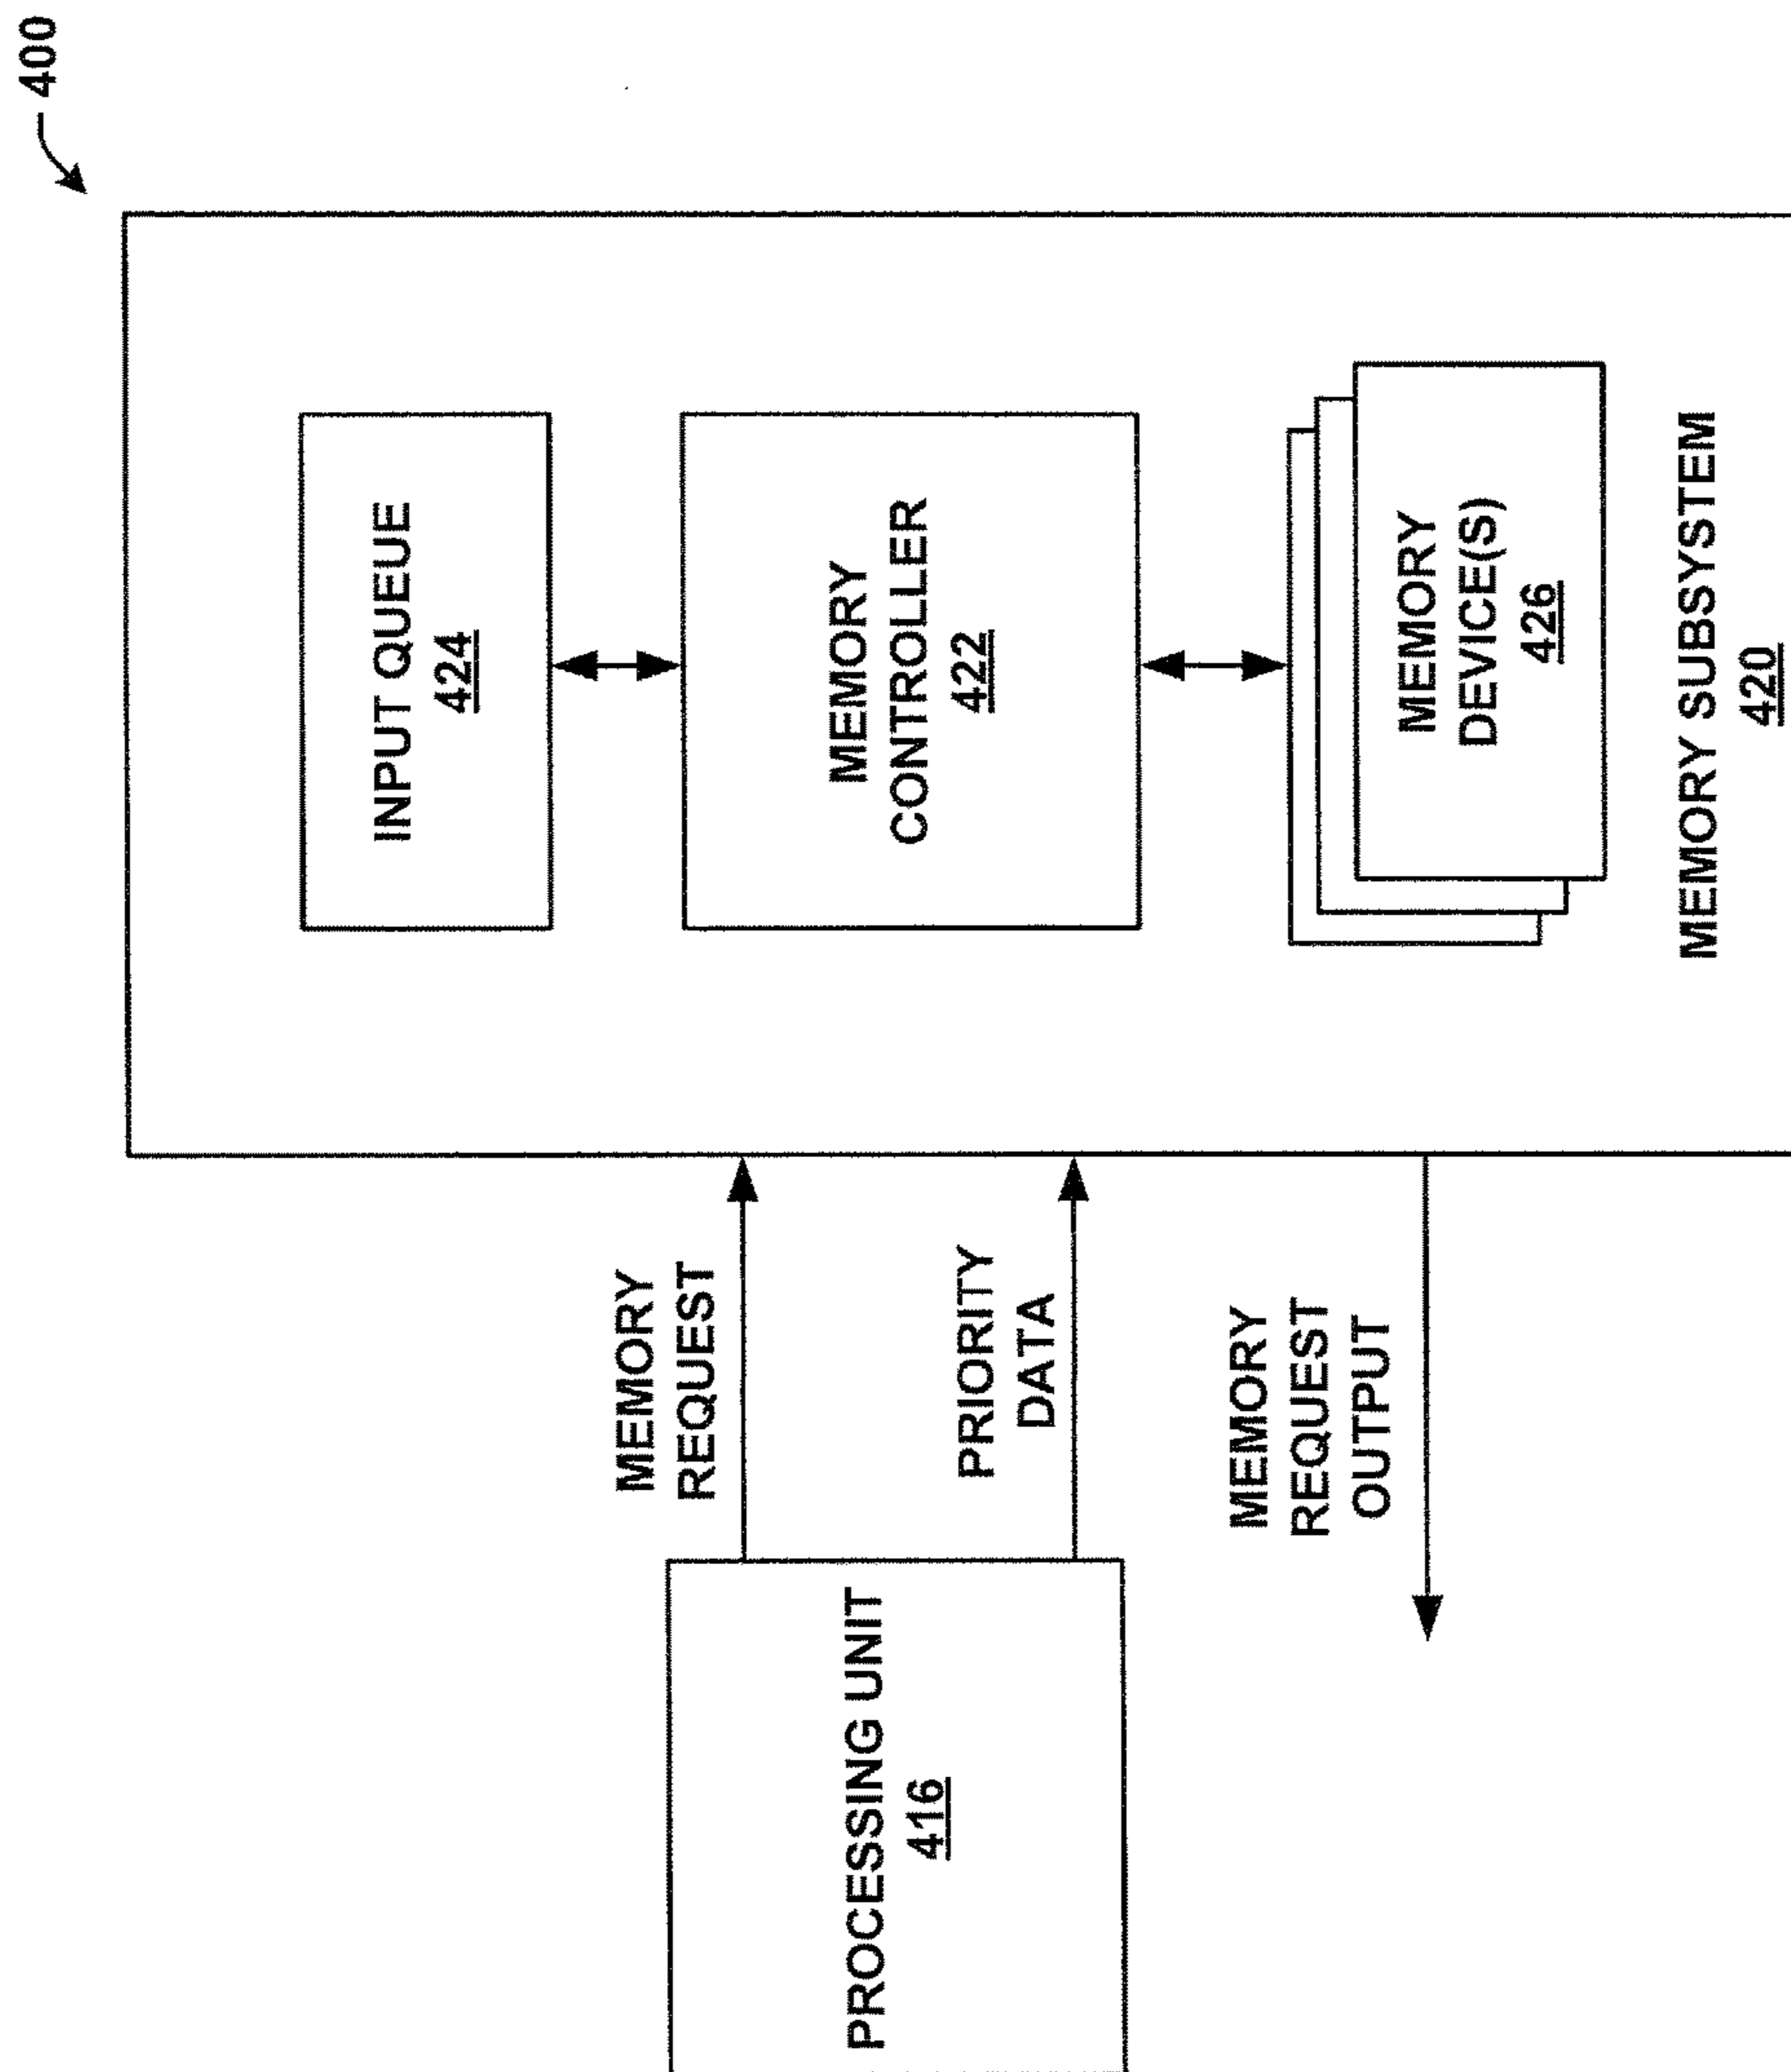 400
PROCESSING UNIT
416
MEMORY
REQUEST
PRIORITY
DATA
MEMORY
REQUEST
OUTPUT
INPUT QUEUE
424
MEMORY
CONTROLLER
422
MEMORY
DEVICE(S)
426
MEMORY SUBSYSTEM
420